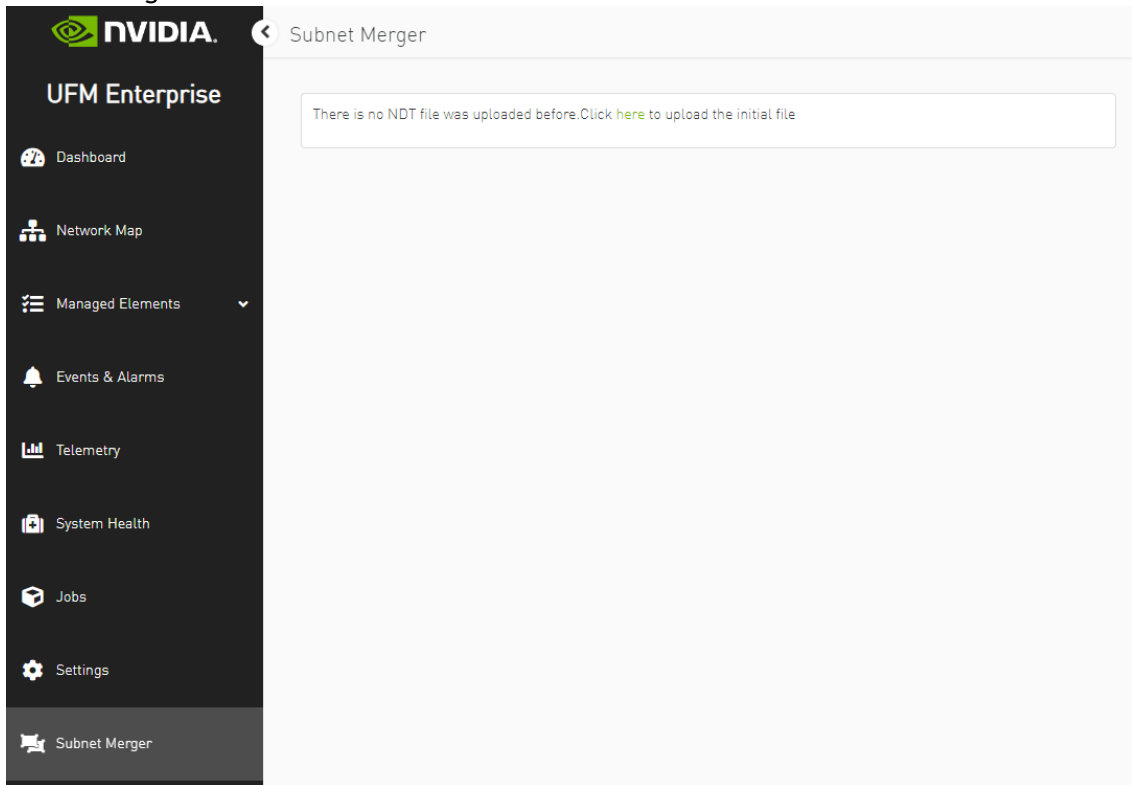 NVIDIA.
Subnet Merger
UFM Enterprise
There is no NDT file was uploaded before.Click here to upload the initial file
Dashboard
Network Map
Managed Elements
Events & Alarms
Telemetry
System Health
Jobs
Settings
Subnet Merger